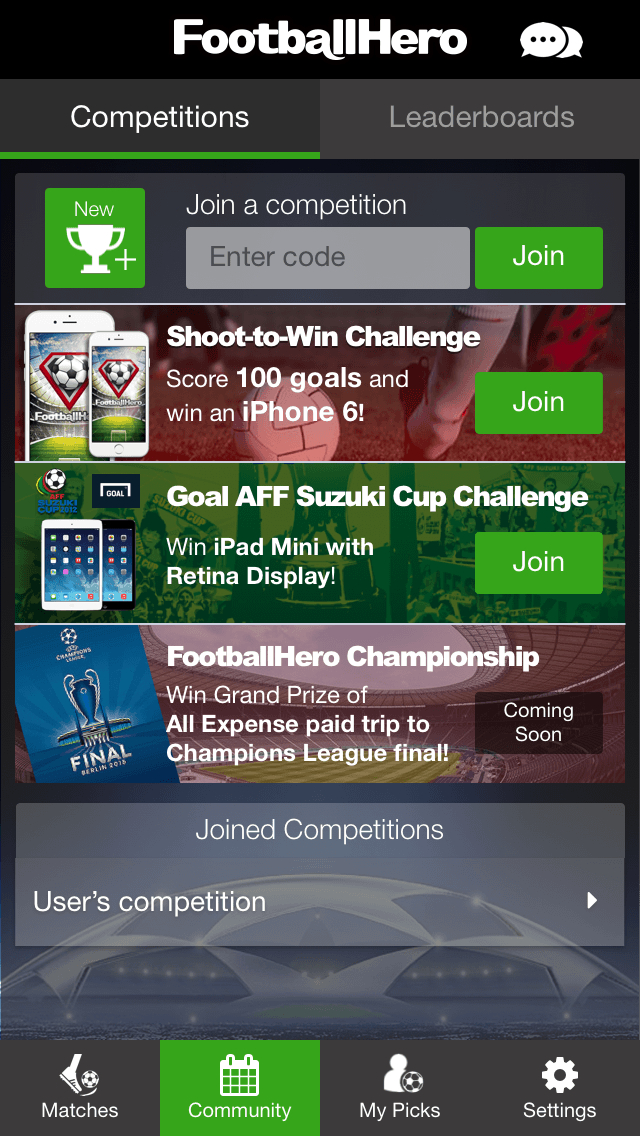 FootballHero
Competitions
Leaderboards
New
Join a competition
Enter code
Join
Shoot-to-Win Challenge
Score 100 goals and
win an iPhone 6!
Join
FootballH
FootballHero
AFF
SUZUKI
CUP2012
GOAL
Goal AFF Suzuki Cup Challenge
Win iPad Mini with
Retina Display!
Join
CHAMPIONS
LEAGUE
FINAL
BERLIN 2015
FootballHero Championship
Win Grand Prize of
All Expense paid trip to
Champions League final!
Coming
Soon
Joined Competitions
User's competition
Matches
Community
My Picks
Settings